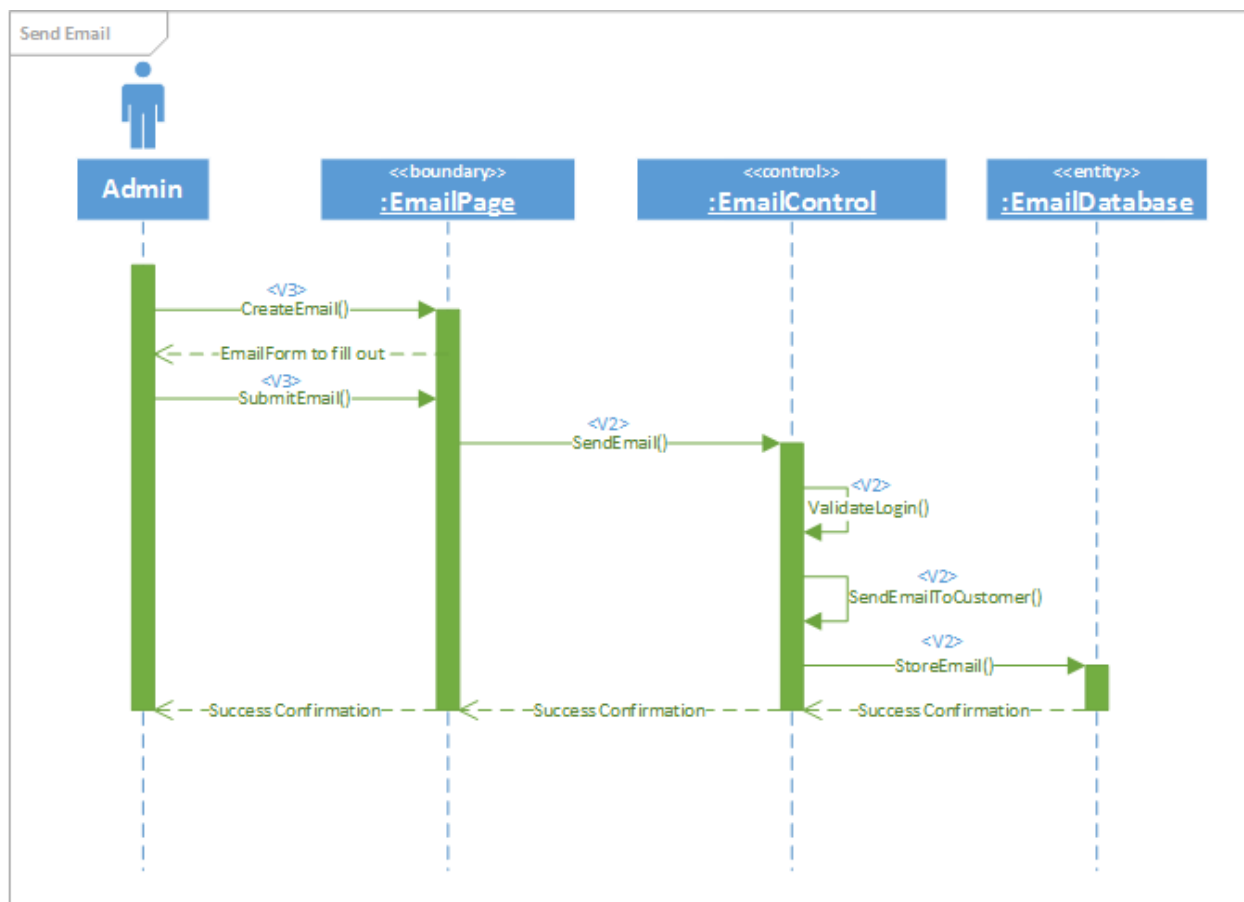 Send Email
Admin
<<boundary>>
:EmailPage
<<control>>
:EmailControl
<<entity>>
:EmailDatabase
<V3>
CreateEmail()
EmailForm to fill out
<V3>
SubmitEmail()
<V2>
SendEmail()
<V2>
ValidateLogin()
<V2>
SendEmailToCustomer()
<V2>
StoreEmail()
Success Confirmation
Success Confirmation
Success Confirmation